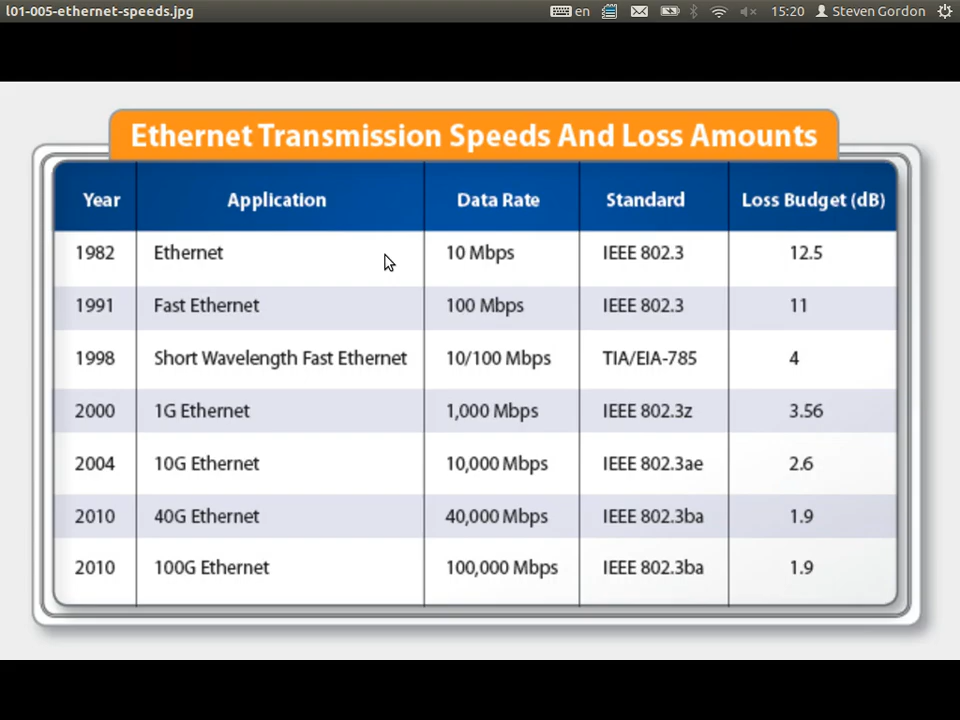 l01-005-ethernet-speeds.jpg en 15:20 Steven Gordon
Ethernet Transmission Speeds And Loss Amounts
Year Application Data Rate Standard Loss Budget (dB)
1982 Ethernet 10 Mbps IEEE 802.3 12.5
1991 Fast Ethernet 100 Mbps IEEE 802.3 11
1998 Short Wavelength Fast Ethernet 10/100 Mbps TIA/EIA-785 4
2000 1G Ethernet 1,000 Mbps IEEE 802.3z 3.56
2004 10G Ethernet 10,000 Mbps IEEE 802.3ae 2.6
2010 40G Ethernet 40,000 Mbps IEEE 802.3ba 1.9
2010 100G Ethernet 100,000 Mbps IEEE 802.3ba 1.9